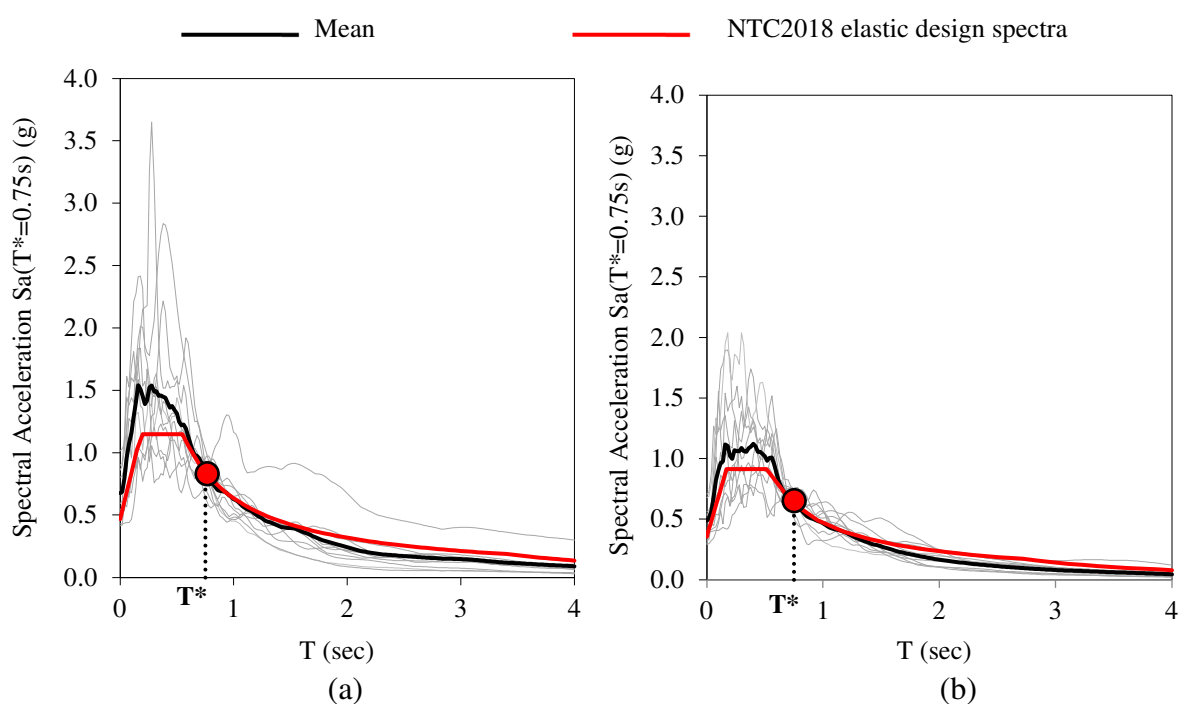 Mean
NTC2018 elastic design spectra
Spectral Acceleration Sa(T*=0.75s) (g)
4.0
3.5
3.0
2.5
2.0
1.5
1.0
0.5
0.0
0
T*
1
2
3
4
T (sec)
(a)
Spectral Acceleration Sa(T*=0.75s) (g)
4.0
3.5
3.0
2.5
2.0
1.5
1.0
0.5
0.0
0
T*
1
2
3
4
T (sec)
(b)